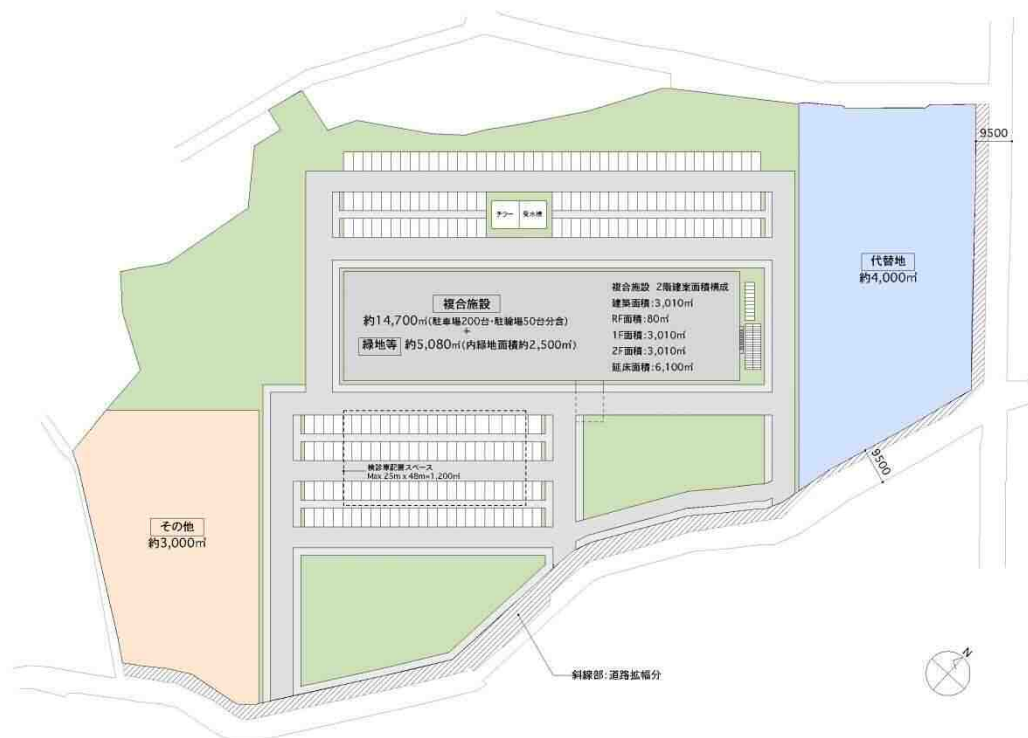 9500
チラー
受水槽
代替地
約4,000㎡
複合施設
約14,700㎡(駐車場200台・駐輪場50台分含)
+
緑地等 約5,080㎡(内緑地面積約2,500㎡)
複合施設 2階建室面積構成
建築面積:3,010㎡
RF面積:80㎡
1F面積:3,010㎡
2F面積:3,010㎡
延床面積:6,100㎡
9500
検診車配置スペース
Max 25m x 48m=1,200㎡
その他
約3,000㎡
斜線部:道路拡幅分
N